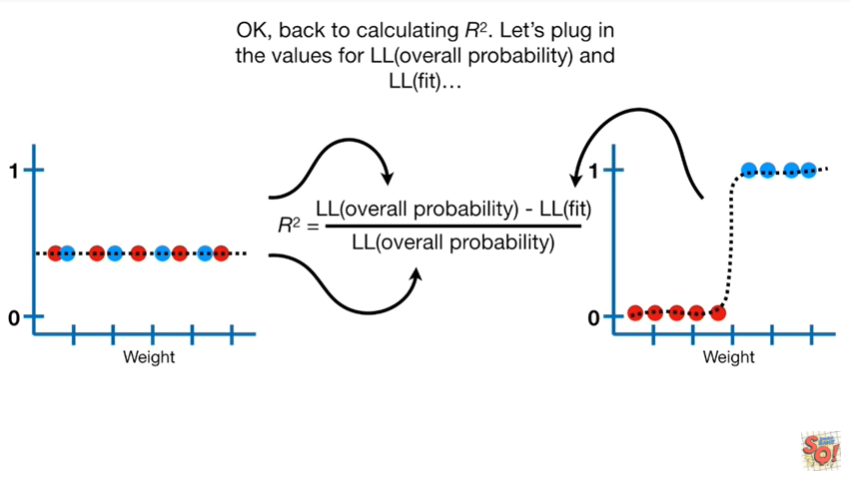 OK, back to calculating R². Let's plug in
the values for LL(overall probability) and
LL(fit)…
1
0
Weight
R² =
LL(overall probability) - LL(fit)
LL(overall probability)
1
0
Weight
SQ!